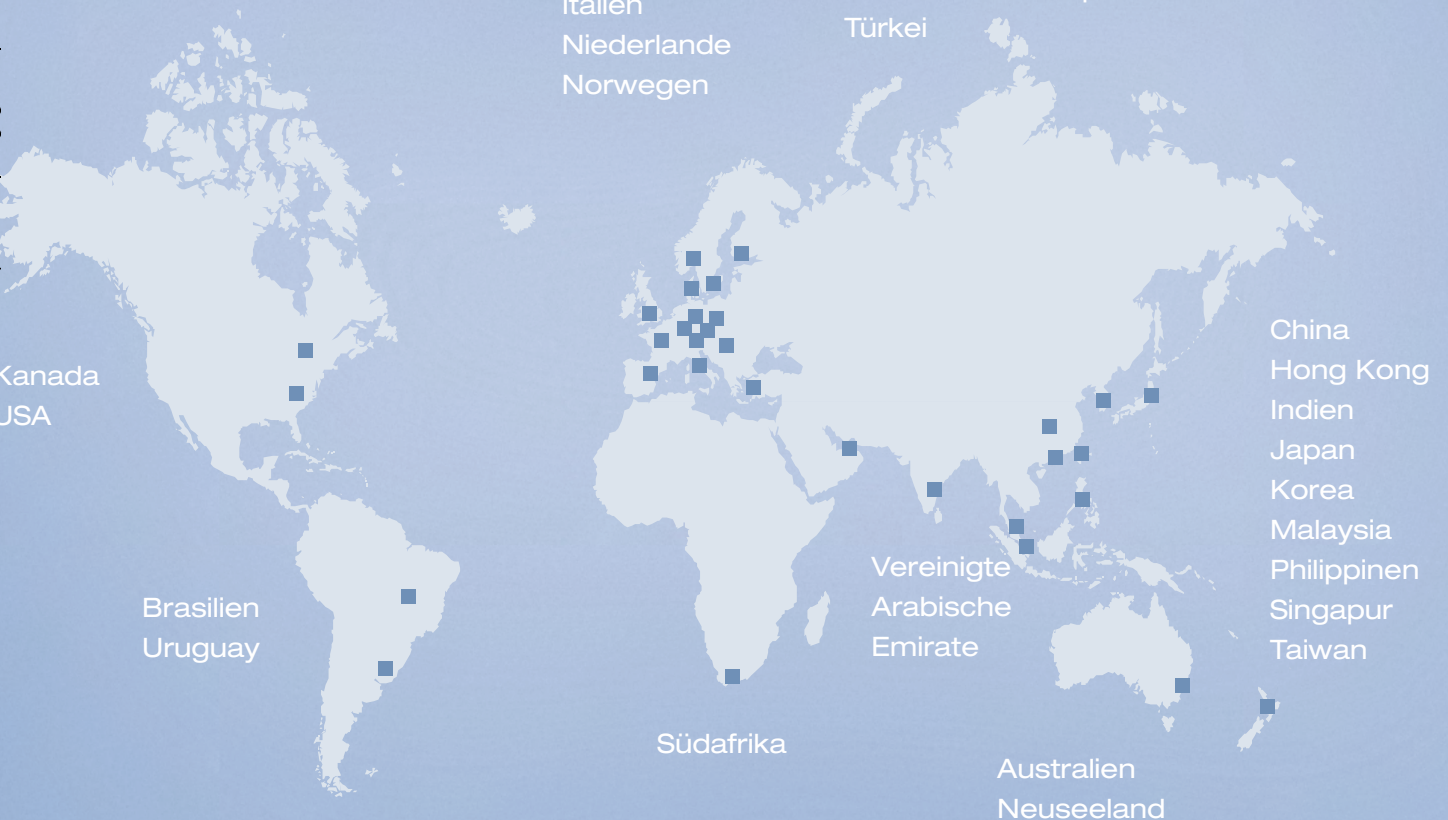 Italien
Niederlande
Norwegen
Türkei
Kanada
USA
Brasilien
Uruguay
Südafrika
Vereinigte
Arabische
Emirate
Australien
Neuseeland
China
Hong Kong
Indien
Japan
Korea
Malaysia
Philippinen
Singapur
Taiwan